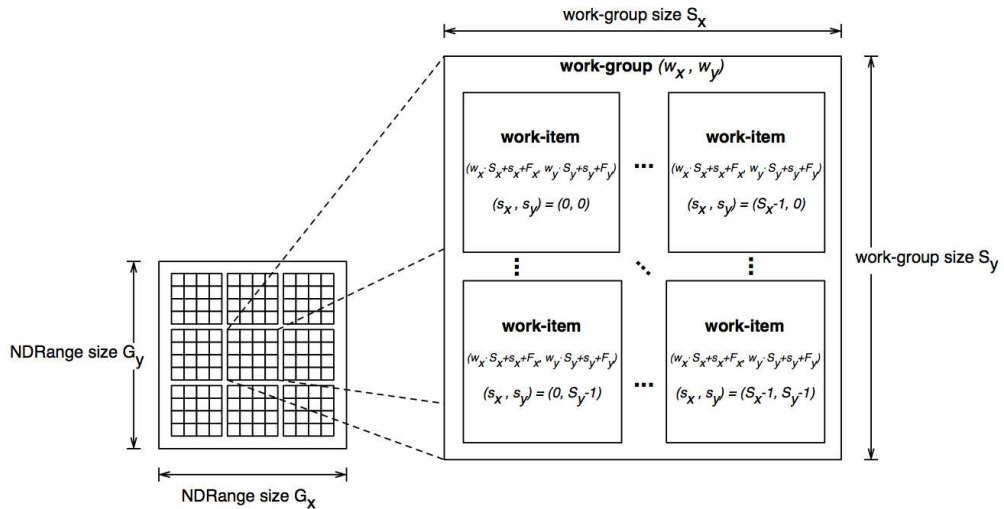 work-group size Sx
work-group (wx , wy)
work-item
(wx· Sx+sx+Fx, wy· Sy+sy+Fy)
(sx , sy) = (0, 0)
...
work-item
(wx· Sx+sx+Fx, wy· Sy+sy+Fy)
(sx , sy) = (Sx-1, 0)
work-group size Sy
work-item
(wx· Sx+sx+Fx, wy· Sy+sy+Fy)
(sx , sy) = (0, Sy-1)
...
work-item
(wx· Sx+sx+Fx, wy· Sy+sy+Fy)
(sx , sy) = (Sx-1, Sy-1)
NDRange size Gy
NDRange size Gx